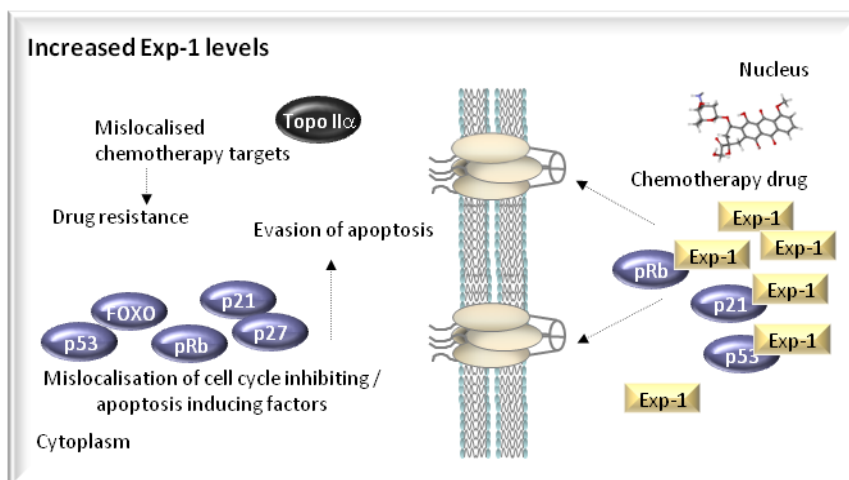 Increased Exp-1 levels
Nucleus
Topo IIα
Mislocalised
chemotherapy targets
Drug resistance
Evasion of apoptosis
Chemotherapy drug
Exp-1
Exp-1
pRb
Exp-1
p21
Exp-1
p53
Exp-1
Exp-1
FOXO
p21
p53
pRb
p27
Mislocalisation of cell cycle inhibiting /
apoptosis inducing factors
Cytoplasm